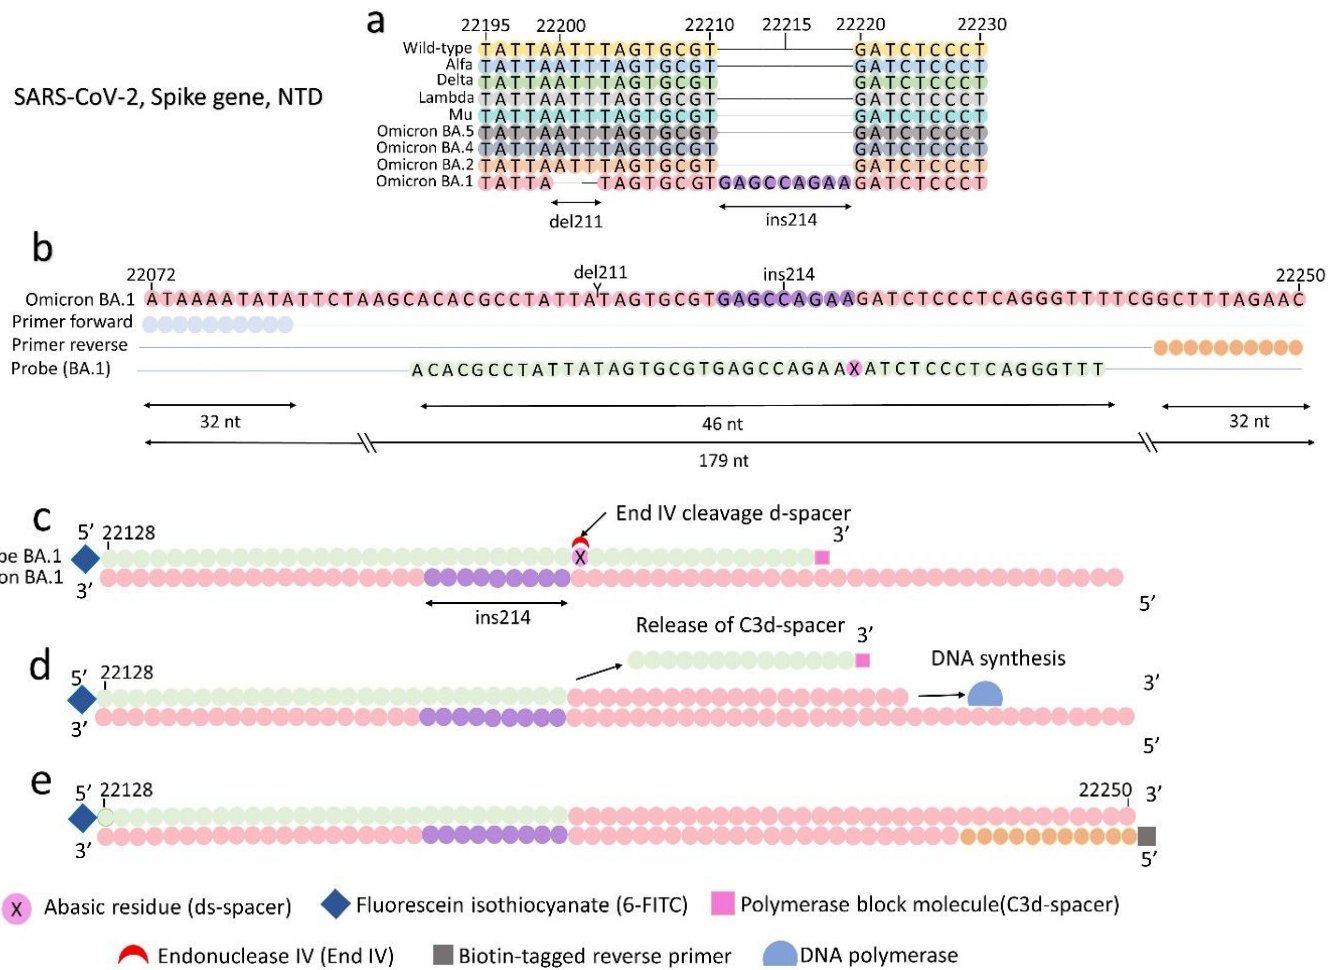 a
22195 22200 22210 22215 22220 22230
SARS-CoV-2, Spike gene, NTD
Wild-type TATTAATTTAGTGCGT GATCTCCCT
Alfa TATTAATTTAGTGCGT GATCTCCCT
Delta TATTAATTTAGTGCGT GATCTCCCT
Lambda TATTAATTTAGTGCGT GATCTCCCT
Mu TATTAATTTAGTGCGT GATCTCCCT
Omicron BA.5 TATTAATTTAGTGCGT GATCTCCCT
Omicron BA.4 TATTAATTTAGTGCGT GATCTCCCT
Omicron BA.2 TATTAATTTAGTGCGT GATCTCCCT
Omicron BA.1 TATTA TAGTGCGTGAGCCAGAAGATCTCCCT
del211 ins214
b
22072 del211 ins214 22250
Omicron BA.1 ATAAAATATATTCTAAGCACACGCCTATTATAGTGCGTGAGCCAGAAGATCTCCCTCAGGGTTTTCGGCTTTAGAAC
Primer forward
Primer reverse
Probe (BA.1) ACACGCCTATTATAGTGCGTGAGCCAGAAXATCTCCCTCAGGGTTT
32 nt 46 nt 32 nt
179 nt
c
End IV cleavage d-spacer
5’ 22128 3’
be BA.1 X
on BA.1
3’ 5’
ins214
Release of C3d-spacer 3’
d
DNA synthesis
5’ 22128 3’
3’ 5’
e
5’ 22128 22250 3’
3’ 5’
X Abasic residue (ds-spacer) Fluorescein isothiocyanate (6-FITC) Polymerase block molecule(C3d-spacer)
Endonuclease IV (End IV) Biotin-tagged reverse primer DNA polymerase